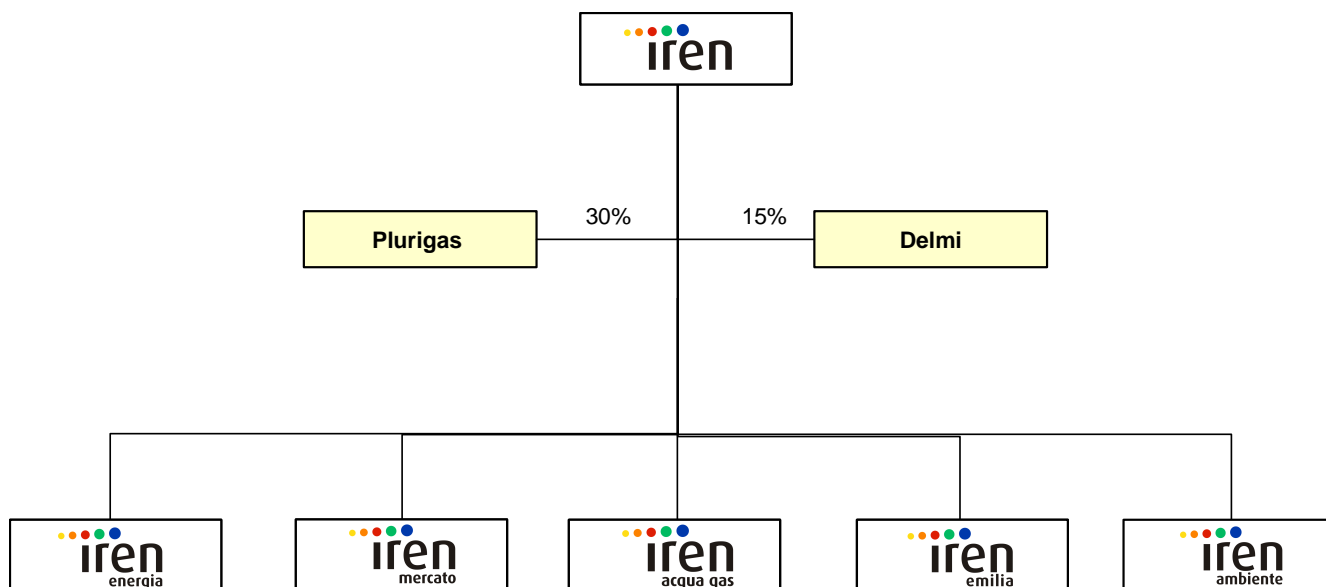 iren
30%
15%
Plurigas
Delmi
iren
energia
iren
mercato
iren
acqua gas
iren
emilia
iren
ambiente